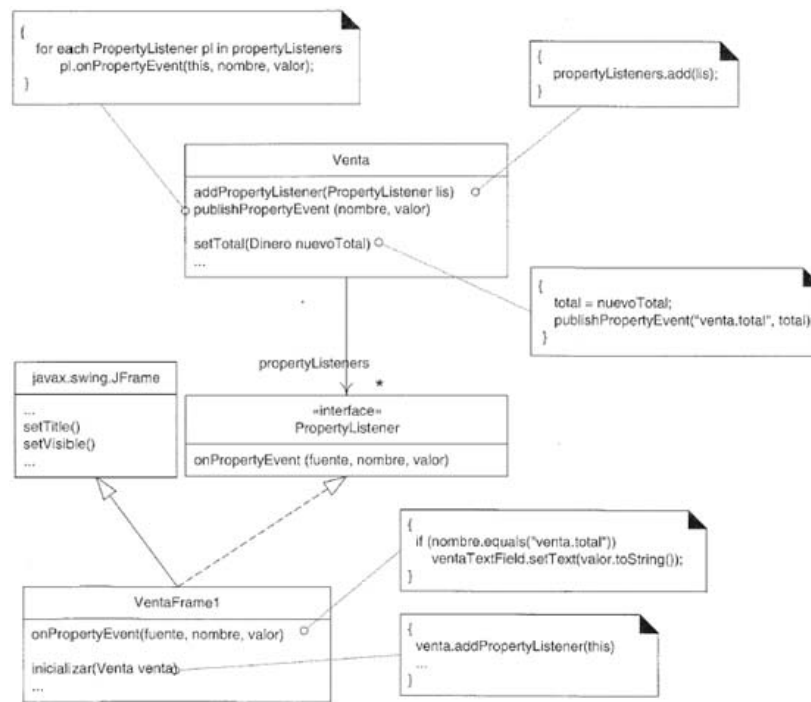 {
for each PropertyListener pl in propertyListeners
pl.onPropertyEvent(this, nombre, valor);
}
{
propertyListeners.add(lis);
}
Venta
addPropertyListener(PropertyListener lis)
publishPropertyEvent (nombre, valor)
setTotal(Dinero nuevoTotal)
...
{
total = nuevoTotal;
publishPropertyEvent("venta.total", total)
}
propertyListeners
*
javax.swing.JFrame
...
setTitle()
setVisible()
...
«interface»
PropertyListener
onPropertyEvent (fuente, nombre, valor)
{
if (nombre.equals("venta.total"))
ventaTextField.setText(valor.toString());
}
VentaFrame1
onPropertyEvent(fuente, nombre, valor)
inicializar(Venta venta)
...
{
venta.addPropertyListener(this)
...
}